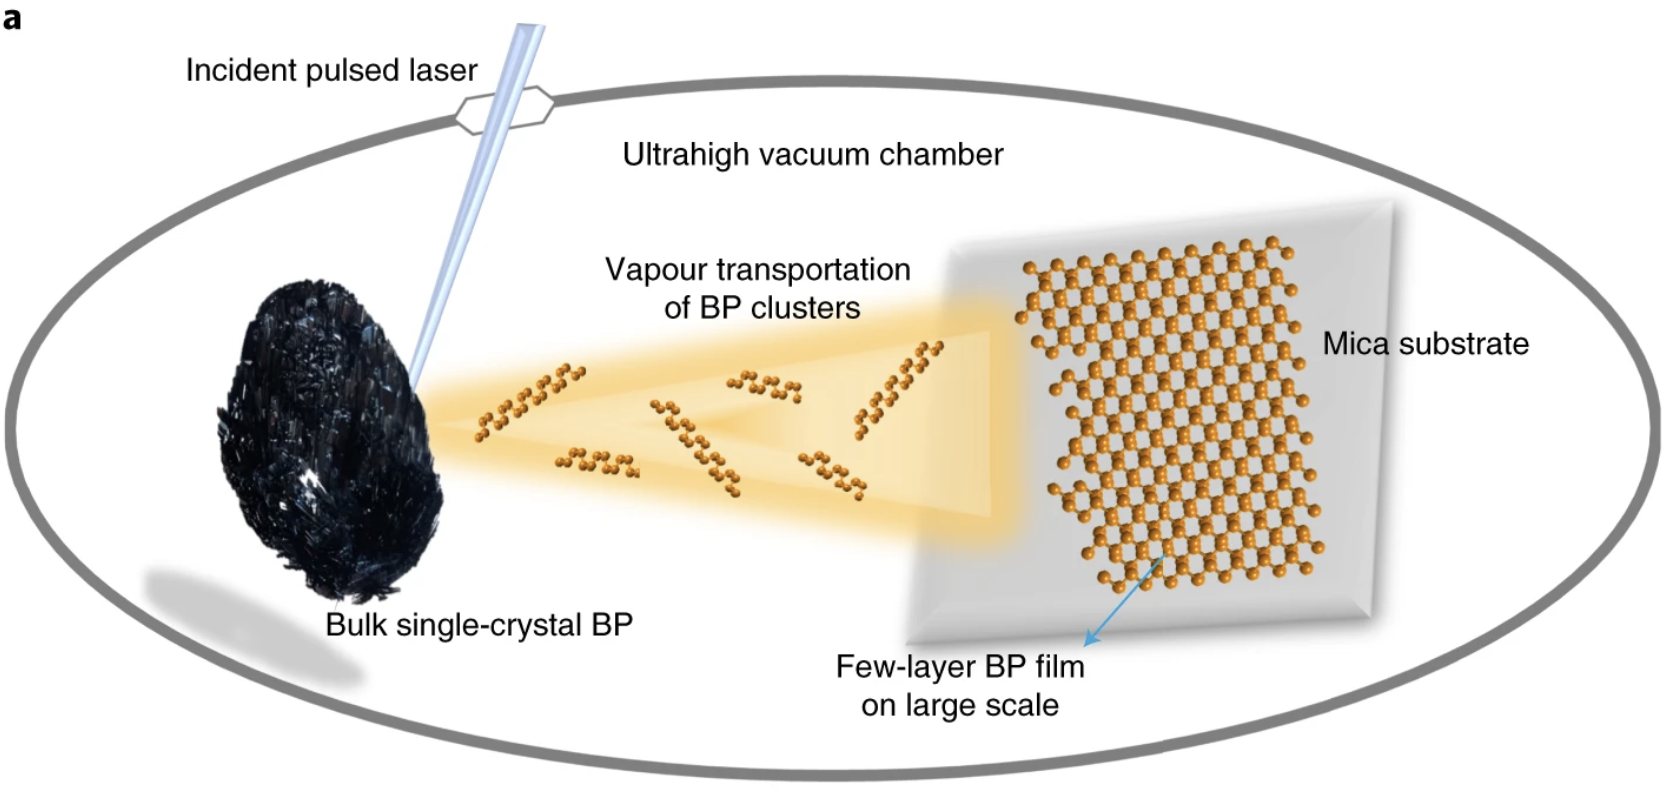 a
Incident pulsed laser
Ultrahigh vacuum chamber
Vapour transportation
of BP clusters
Mica substrate
Bulk single-crystal BP
Few-layer BP film
on large scale